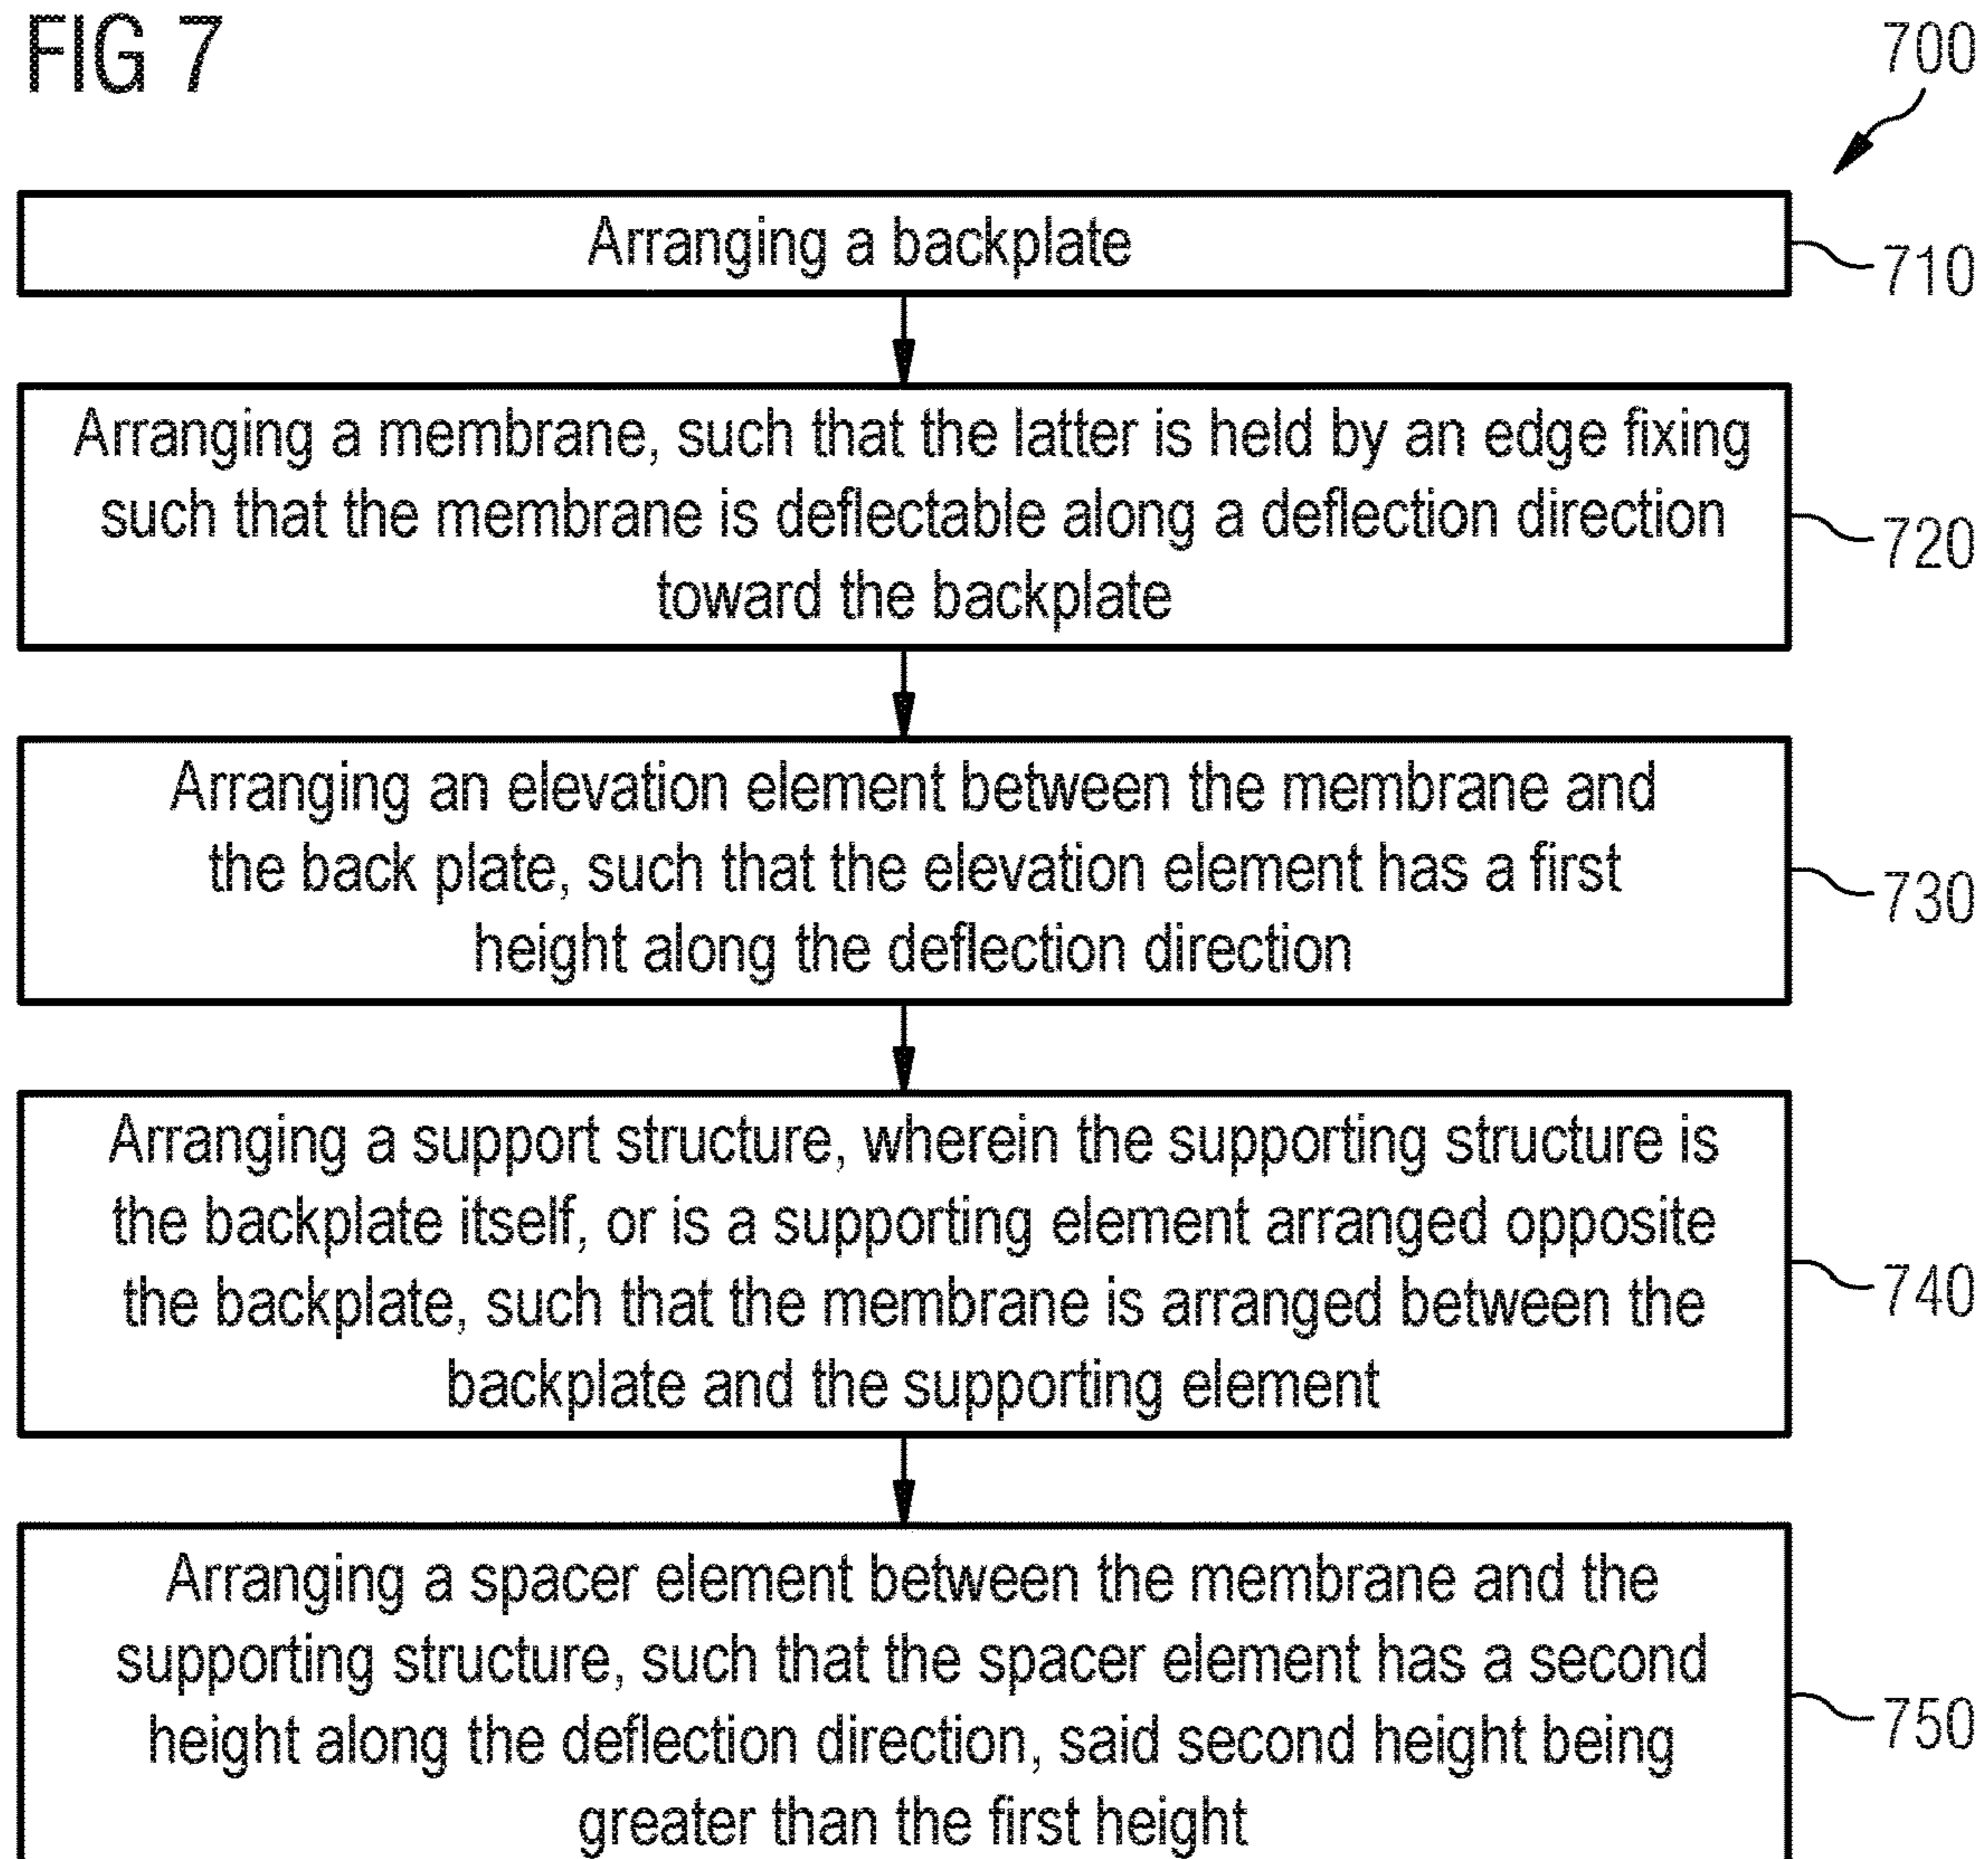 FIG 7
700
Arranging a backplate
710
Arranging a membrane, such that the latter is held by an edge fixing
such that the membrane is deflectable along a deflection direction
toward the backplate
720
Arranging an elevation element between the membrane and
the back plate, such that the elevation element has a first
height along the deflection direction
730
Arranging a support structure, wherein the supporting structure is
the backplate itself, or is a supporting element arranged opposite
the backplate, such that the membrane is arranged between the
backplate and the supporting element
740
Arranging a spacer element between the membrane and the
supporting structure, such that the spacer element has a second
height along the deflection direction, said second height being
greater than the first height
750